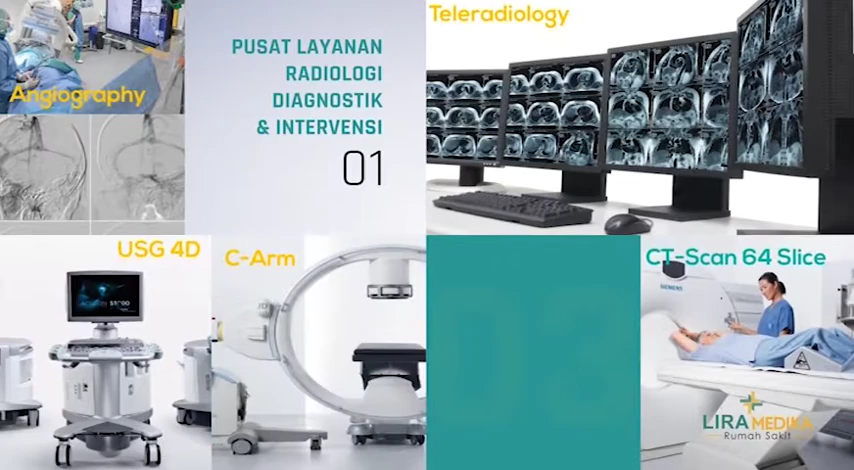 Angiography
PUSAT LAYANAN
RADIOLOGI
DIAGNOSTIK
& INTERVENSI
01
Teleradiology
USG 4D
C-Arm
CT-Scan 64 Slice
SIEMENS
LIRA MEDIKA
Rumah Sakit